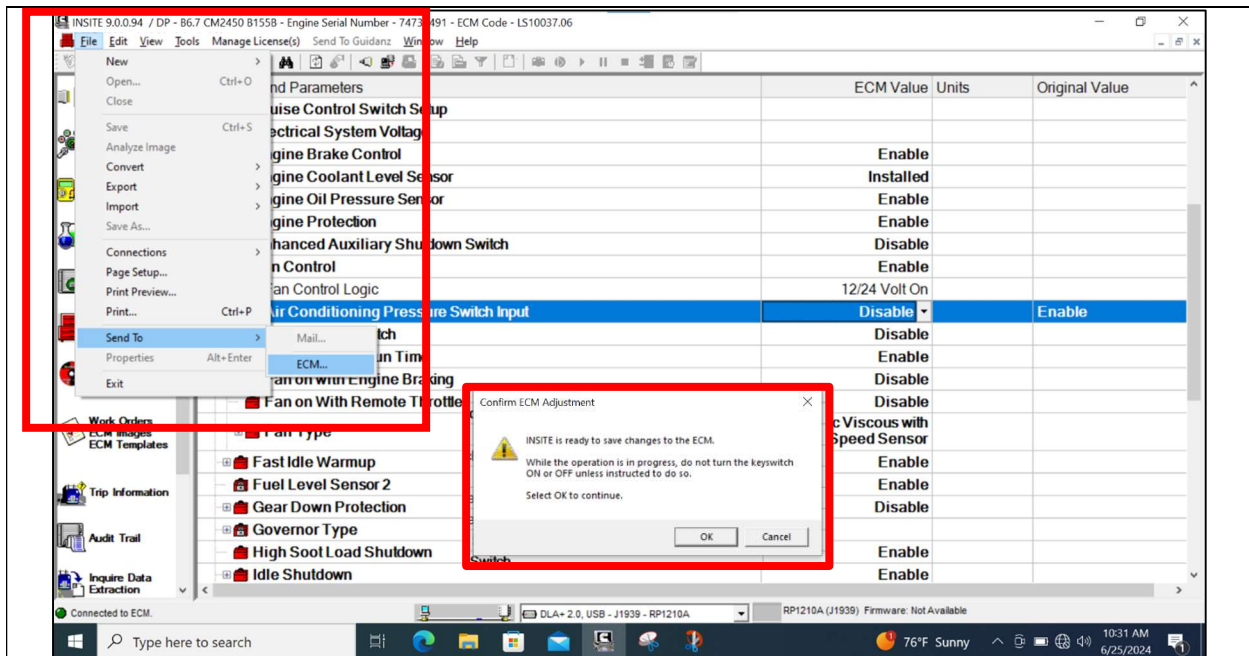 INSITE 9.0.0.94 / DP - B6.7 CM2450 B155B - Engine Serial Number - 747 491 - ECM Code - LS10037.06
File Edit View Tools Manage License(s) Send To Guidanz Window Help
New
Open... Ctrl+O
Close
Save Ctrl+S
Analyze Image
Convert
Export
Import
Save As...
Connections
Page Setup...
Print Preview...
Print... Ctrl+P
Send To
Properties Alt+Enter
Exit
Mail...
ECM...
nd Parameters ECM Value Units Original Value
uise Control Switch Setup
ectrical System Voltag
gine Brake Control Enable
gine Coolant Level Sensor Installed
gine Oil Pressure Sensor Enable
gine Protection Enable
hanced Auxiliary Shutdown Switch Disable
n Control Enable
an Control Logic 12/24 Volt On
ir Conditioning Pressure Switch Input Disable Enable
tch Disable
un Time Enable
Fan on with Engine Braking Disable
Fan on With Remote Throttle Disable
Fan Type c Viscous with
Speed Sensor
Fast Idle Warmup Enable
Fuel Level Sensor 2 Enable
Gear Down Protection Disable
Governor Type
High Soot Load Shutdown Enable
Switch
Idle Shutdown Enable
Confirm ECM Adjustment
INSITE is ready to save changes to the ECM.
While the operation is in progress, do not turn the keyswitch
ON or OFF unless instructed to do so.
Select OK to continue.
OK Cancel
Work Orders
ECM Images
ECM Templates
Trip Information
Audit Trail
Inquire Data
Extraction
Connected to ECM.
DLA+ 2.0, USB - J1939 - RP1210A
RP1210A (J1939) Firmware: Not Available
Type here to search
76°F Sunny
10:31 AM
6/25/2024
1